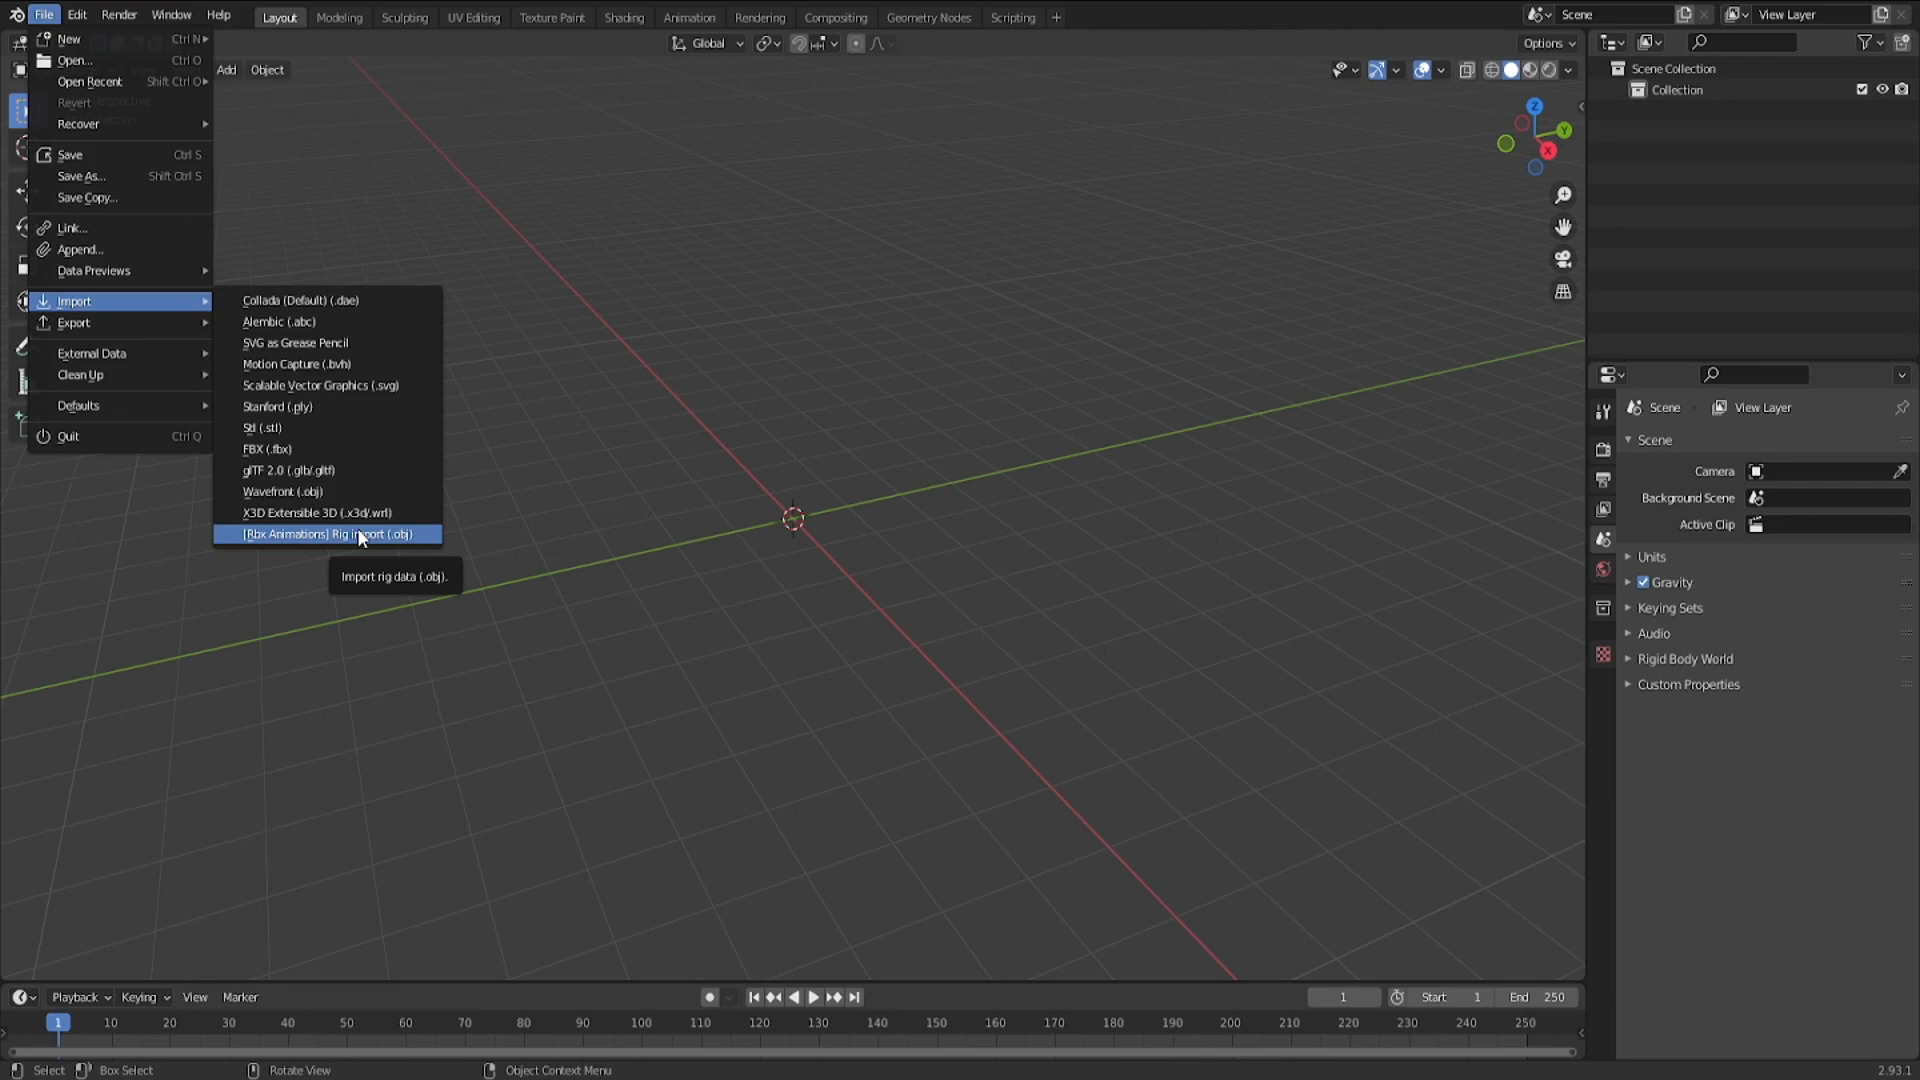 File Edit Render Window Help Layout Modeling Sculpting UV Editing Texture Paint Shading Animation Rendering Compositing Geometry Nodes Scripting + Scene View Layer
New Ctrl N
Global Options
Open... Ctrl O
Add Object
Open Recent Shift Ctrl O
Revert
Recover
Save Ctrl S
Save As... Shift Ctrl S
Save Copy...
Link...
Append...
Data Previews
Import
Export
External Data
Clean Up
Defaults
Quit Ctrl Q
Collada (Default) (.dae)
Alembic (.abc)
SVG as Grease Pencil
Motion Capture (.bvh)
Scalable Vector Graphics (.svg)
Stanford (.ply)
Stl (.stl)
FBX (.fbx)
glTF 2.0 (.glb/.gltf)
Wavefront (.obj)
X3D Extensible 3D (.x3d/.wrl)
[Rbx Animations] Rig import (.obj)
Import rig data (.obj).
Z
Y
X
Scene Collection
Collection
Scene View Layer
Scene
Camera
Background Scene
Active Clip
Units
Gravity
Keying Sets
Audio
Rigid Body World
Custom Properties
Playback Keying View Marker 1 Start 1 End 250
1 10 20 30 40 50 60 70 80 90 100 110 120 130 140 150 160 170 180 190 200 210 220 230 240 250
Select Box Select Rotate View Object Context Menu 2.93.1